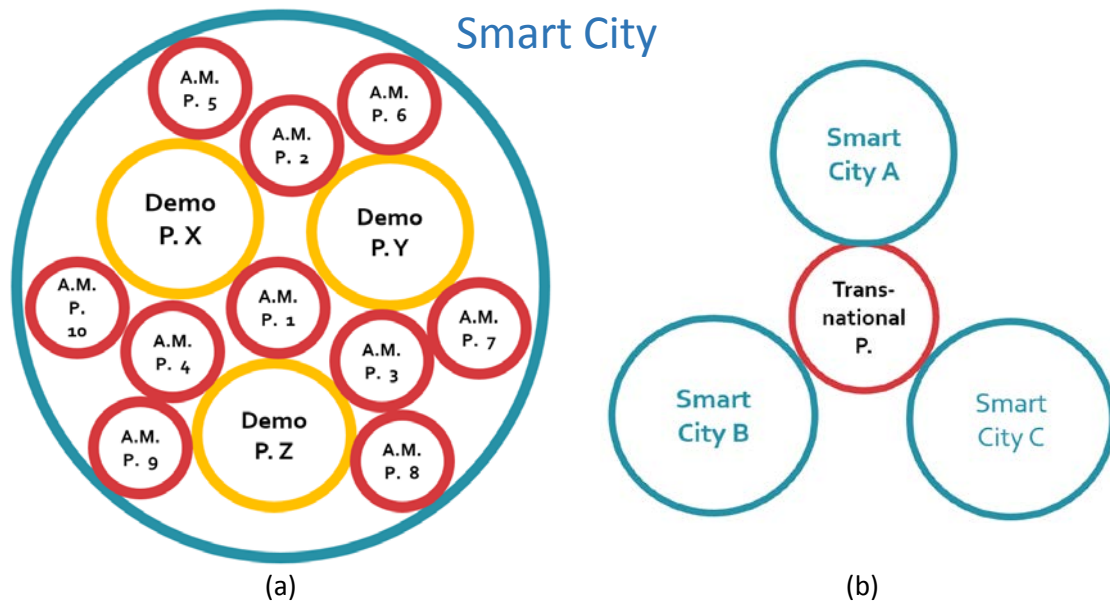 Smart City
A.M.
P. 5
A.M.
P. 6
A.M.
P. 2
Demo
P. X
Demo
P. Y
A.M.
P.
10
A.M.
P. 1
A.M.
P. 7
A.M.
P. 4
A.M.
P. 3
Demo
P. Z
A.M.
P. 9
A.M.
P. 8
(a)
Smart
City A
Trans-
national
P.
Smart
City B
Smart
City C
(b)